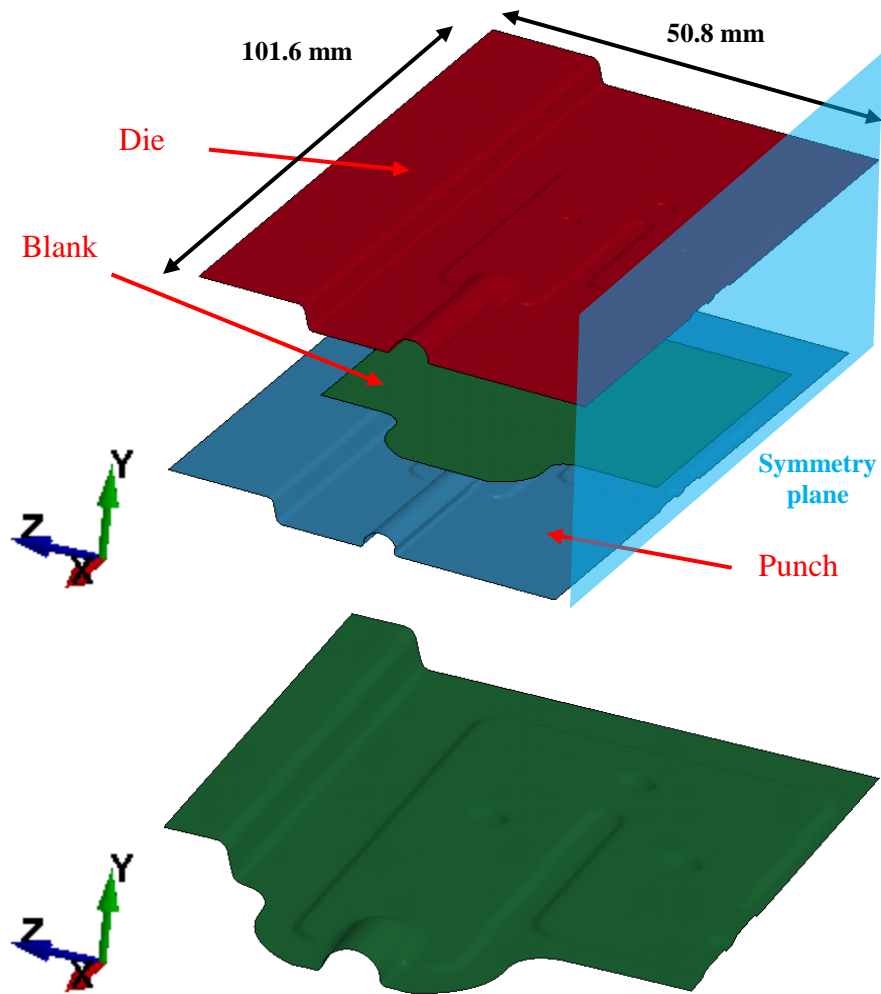 101.6 mm
50.8 mm
Die
Blank
Symmetry
plane
Y
Z
X
Punch
Y
Z
X